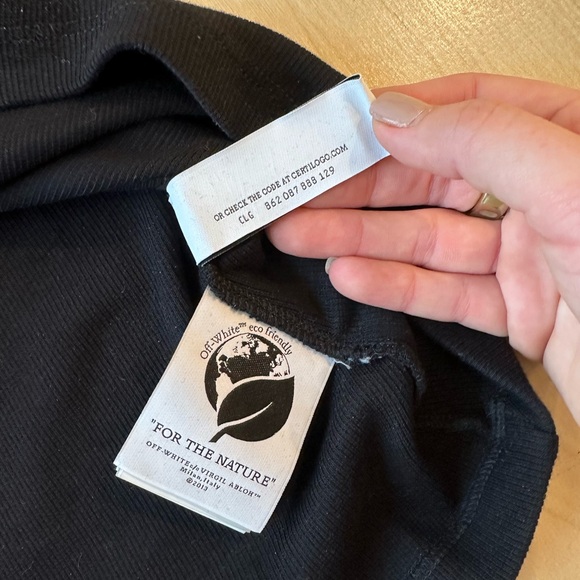 OR CHECK THE CODE AT CERTILOGO.COM
CLG 862 087 888 129
Off-White™ eco friendly
"FOR THE NATURE"
OFF-WHITE c/o VIRGIL ABLOH™
Milan, Italy
©2013